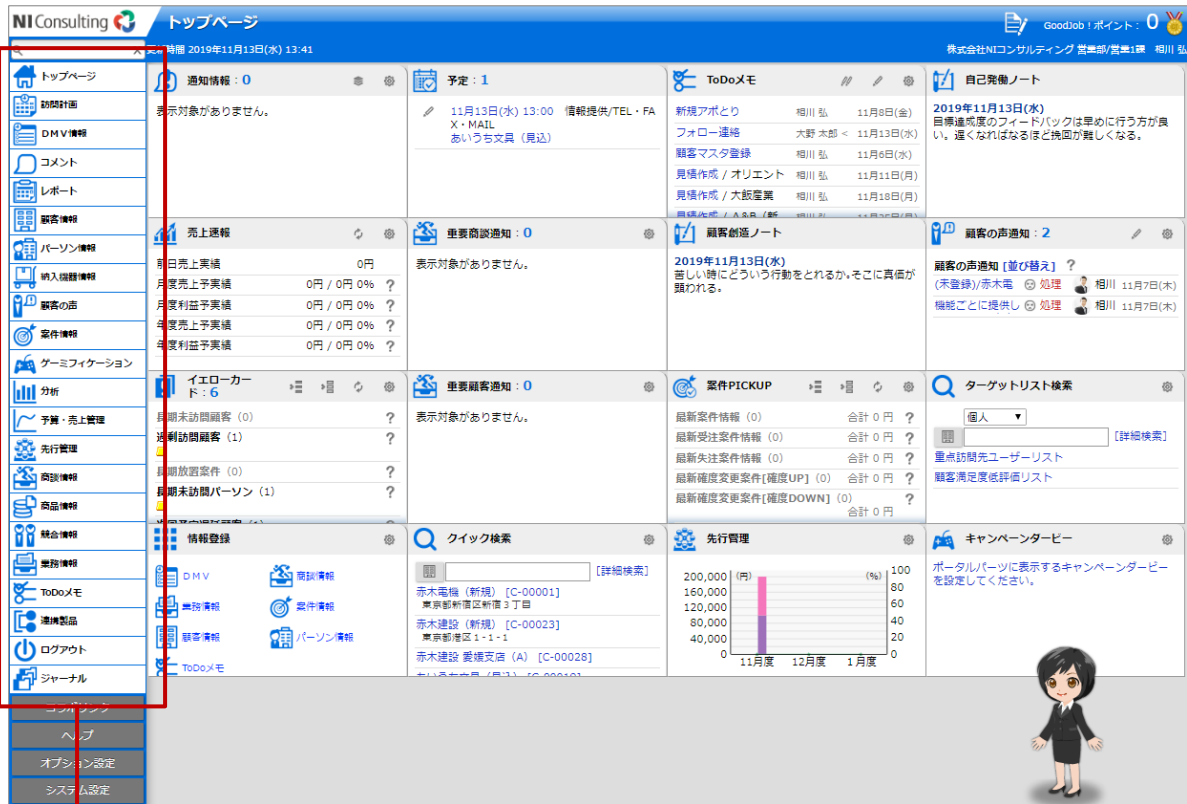 NI Consulting
トップページ
GoodJob！ポイント： 0
更新時間 2019年11月13日(水) 13:41
株式会社NIコンサルティング 営業部/営業1課 相川 弘
トップページ
訪問計画
DMV情報
コメント
レポート
顧客情報
パーソン情報
納入機器情報
顧客の声
案件情報
ゲーミフィケーション
分析
予算・売上管理
先行管理
商談情報
商品情報
競合情報
業務情報
ToDoメモ
連携製品
ログアウト
ジャーナル
コラボリンク
ヘルプ
オプション設定
システム設定
通知情報：0
表示対象がありません。
予定：1
11月13日(水) 13:00 情報提供/TEL・FA
X・MAIL
あいうち文具（見込）
ToDoメモ
新規アポとり 相川 弘 11月8日(金)
フォロー連絡 大野 太郎 < 11月13日(水)
顧客マスタ登録 相川 弘 11月6日(水)
見積作成 / オリエント 相川 弘 11月11日(月)
見積作成 / 大飯産業 相川 弘 11月18日(月)
見積作成 / A&B（新 相川 弘 11月25日(月)
自己発働ノート
2019年11月13日(水)
目標達成度のフィードバックは早めに行う方が良
い。遅くなればなるほど挽回が難しくなる。
売上速報
前日売上実績 0円
月度売上予実績 0円 / 0円 0% ?
月度利益予実績 0円 / 0円 0% ?
年度売上予実績 0円 / 0円 0% ?
年度利益予実績 0円 / 0円 0% ?
重要商談通知：0
表示対象がありません。
顧客創造ノート
2019年11月13日(水)
苦しい時にどういう行動をとれるか。そこに真価が
顕われる。
顧客の声通知：2
顧客の声通知 [並び替え] ?
(未登録)/赤木電 処理 相川 11月7日(木)
機能ごとに提供し 処理 相川 11月7日(木)
イエローカー
ド：6
長期未訪問顧客（0） ?
過剰訪問顧客（1） ?
長期放置案件（0） ?
長期未訪問パーソン（1） ?
重要顧客通知：0
表示対象がありません。
案件PICKUP
最新案件情報（0） 合計 0 円 ?
最新受注案件情報（0） 合計 0 円 ?
最新失注案件情報（0） 合計 0 円 ?
最新確度変更案件[確度UP]（0） 合計 0 円 ?
最新確度変更案件[確度DOWN]（0） ?
合計 0 円
ターゲットリスト検索
個人 ▼
[詳細検索]
重点訪問先ユーザーリスト
顧客満足度低評価リスト
情報登録
DMV 商談情報
業務情報 案件情報
顧客情報 パーソン情報
ToDoメモ
クイック検索
[詳細検索]
赤木電機（新規） [C-00001]
東京都新宿区新宿３丁目
赤木建設（新規） [C-00023]
東京都港区１-１-１
赤木建設 愛媛支店（A） [C-00028]
先行管理
(円) (%)
200,000
160,000
120,000
80,000
40,000
0
100
80
60
40
20
0
11月度 12月度 1月度
キャンペーンダービー
ポータルパーツに表示するキャンペーンダービー
を設定してください。